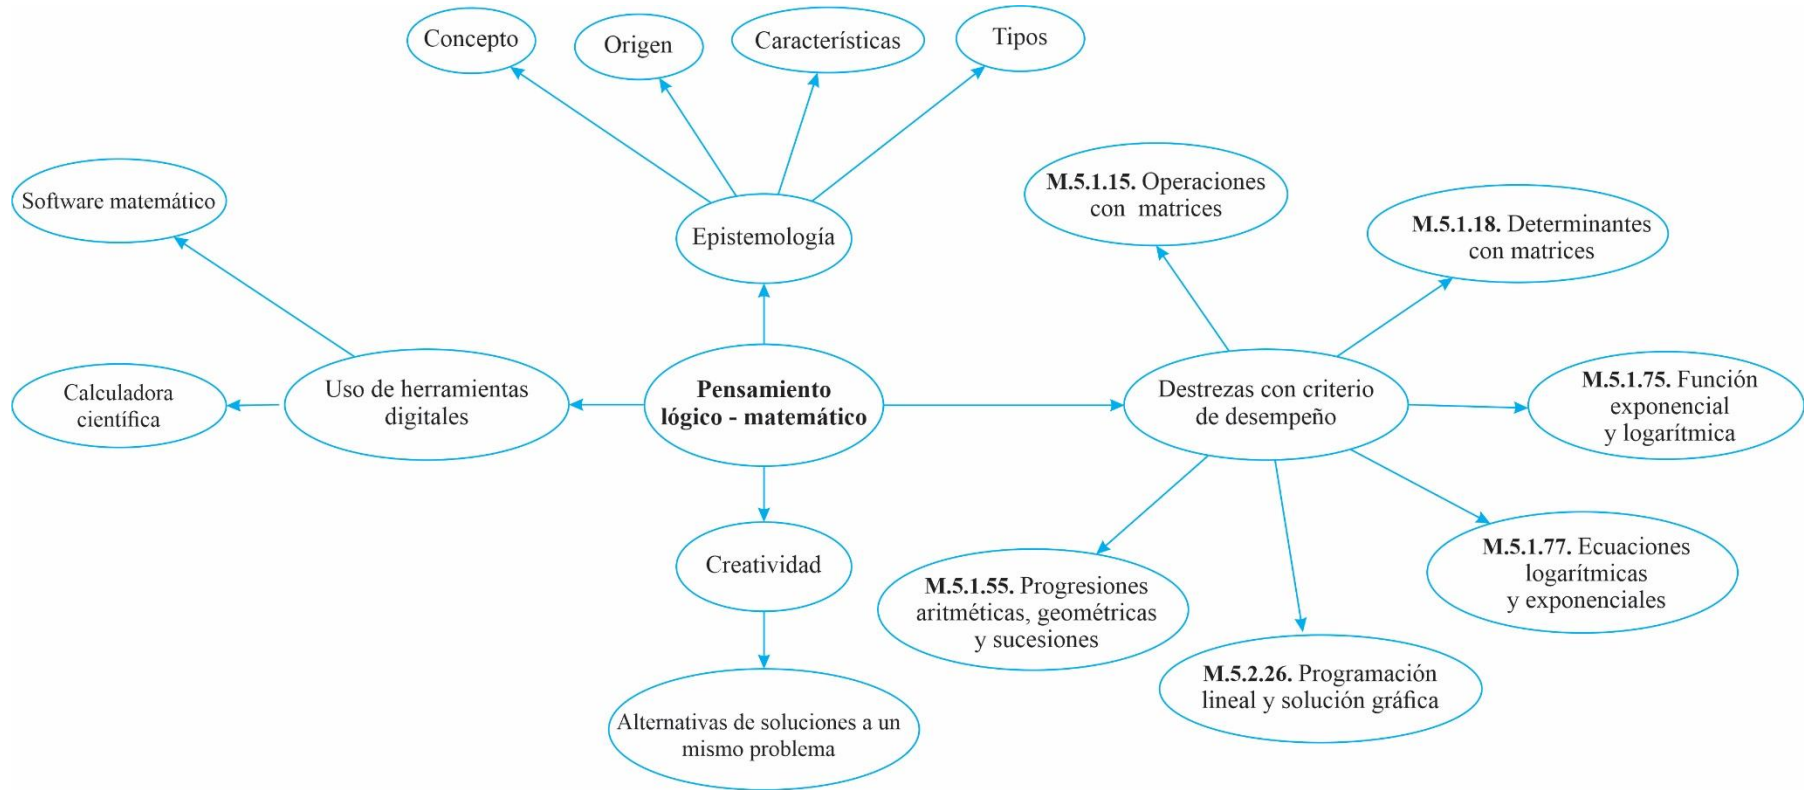 Concepto
Origen
Características
Tipos
Software matemático
Epistemología
M.5.1.15. Operaciones
con matrices
M.5.1.18. Determinantes
con matrices
Calculadora
científica
Uso de herramientas
digitales
Pensamiento
lógico - matemático
Destrezas con criterio
de desempeño
M.5.1.75. Función
exponencial
y logarítmica
Creatividad
M.5.1.55. Progresiones
aritméticas, geométricas
y sucesiones
M.5.1.77. Ecuaciones
logarítmicas
y exponenciales
M.5.2.26. Programación
lineal y solución gráfica
Alternativas de soluciones a un
mismo problema